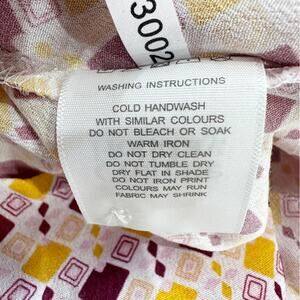 3002
WASHING INSTRUCTIONS
COLD HANDWASH
WITH SIMILAR COLOURS
DO NOT BLEACH OR SOAK
WARM IRON
DO NOT DRY CLEAN
DO NOT TUMBLE DRY
DRY FLAT IN SHADE
DO NOT IRON PRINT
COLOURS MAY RUN
FABRIC MAY SHRINK